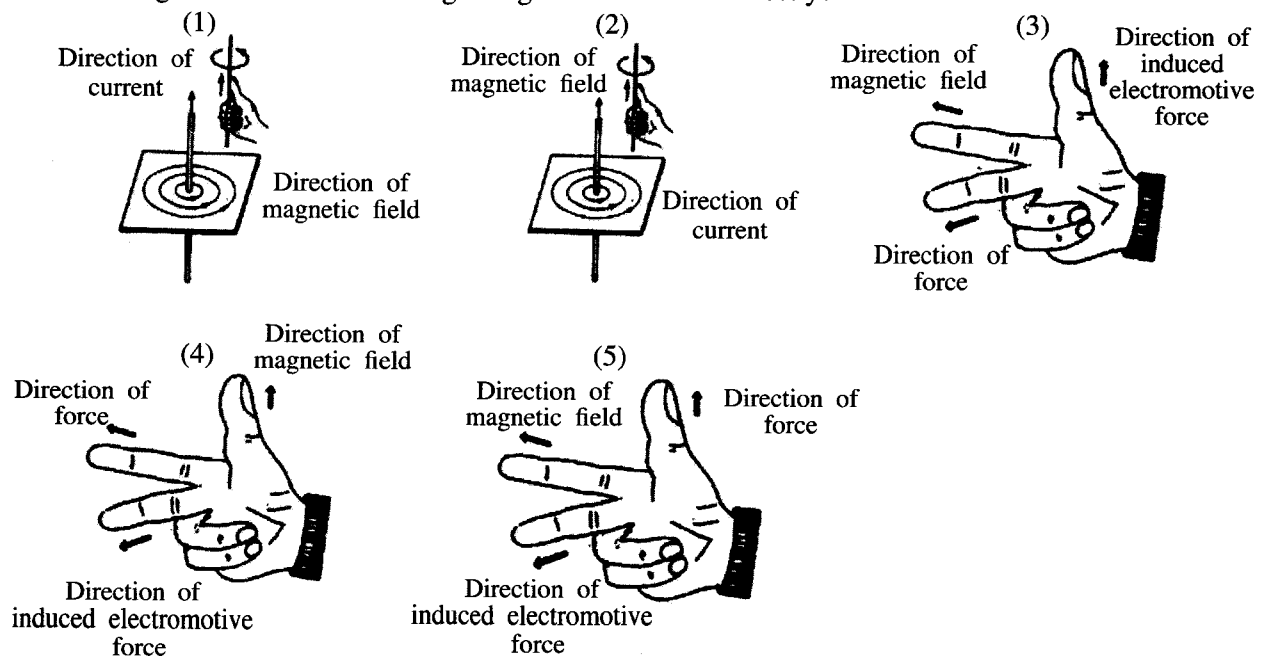 (1)
Direction of
current
Direction of
magnetic field
(2)
Direction of
magnetic field
Direction of
current
(3)
Direction of
magnetic field
Direction of
induced
electromotive
force
Direction of
force
(4)
Direction of
magnetic field
Direction of
force
Direction of
induced electromotive
force
(5)
Direction of
magnetic field
Direction of
force
Direction of
induced electromotive
force